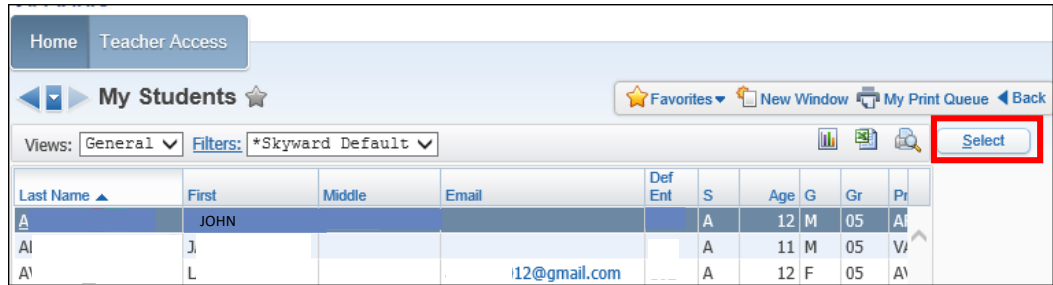 Home Teacher Access
My Students
Favorites New Window My Print Queue Back
Views: General Filters: *Skyward Default Select
Def
Last Name First Middle Email Ent S Age G Gr
A JOHN A 12 M 05
A 11 M 05
L 12@gmail.com A 12 F 05